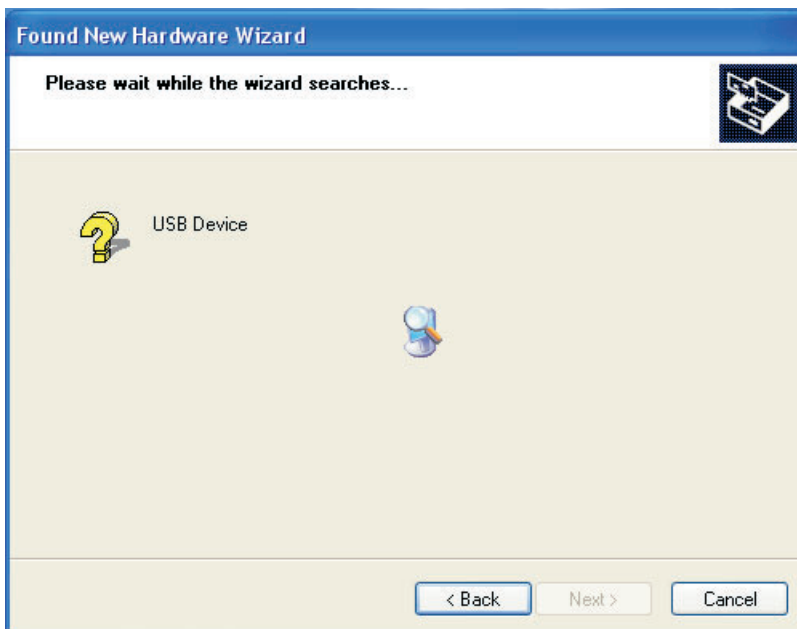 Found New Hardware Wizard
Please wait while the wizard searches...
USB Device
< Back Next > Cancel